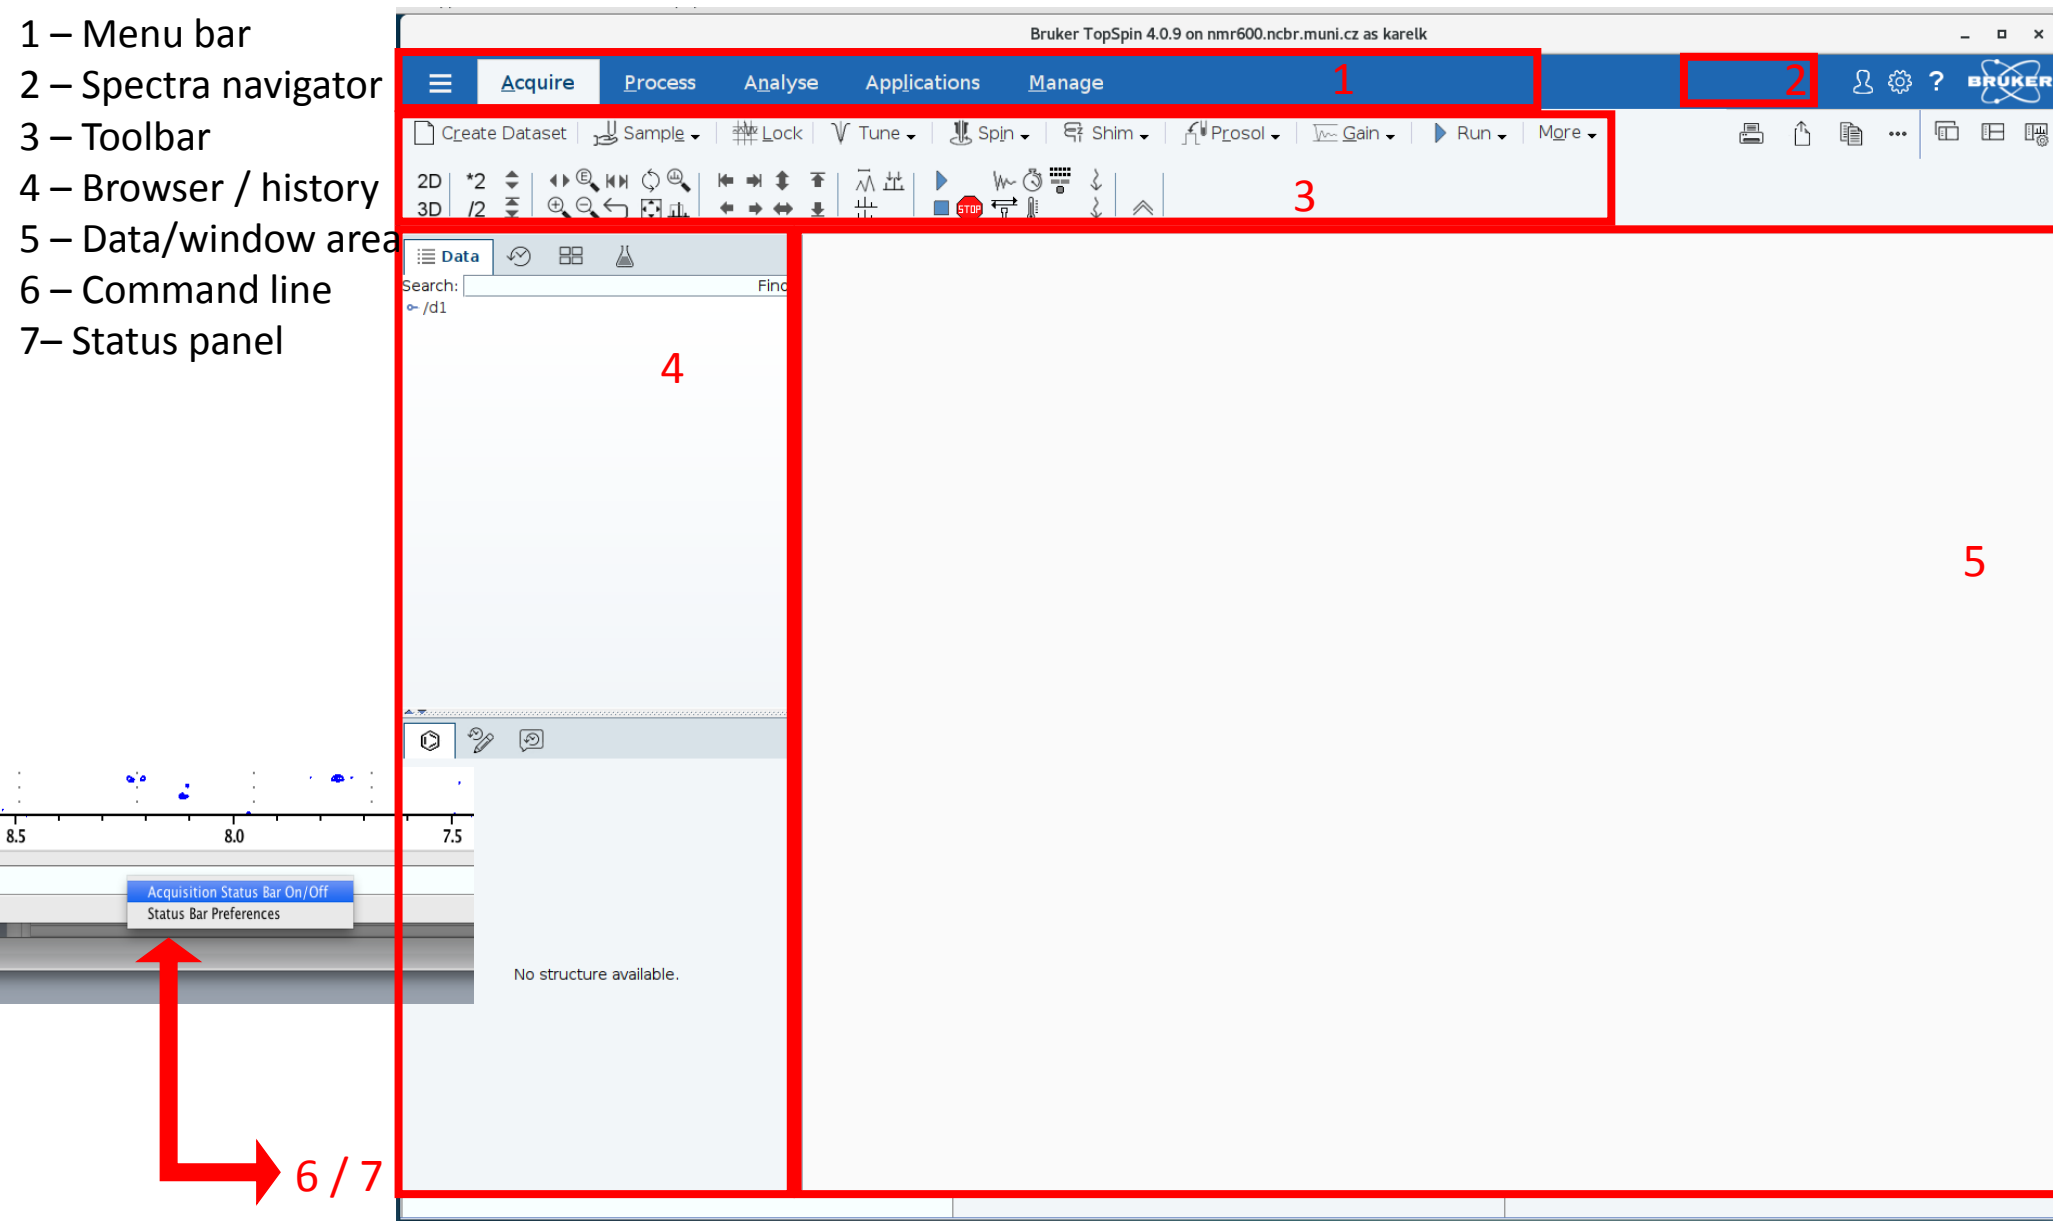 1 – Menu bar
2 – Spectra navigator
3 – Toolbar
4 – Browser / history
5 – Data/window area
6 – Command line
7– Status panel
Bruker TopSpin 4.0.9 on nmr600.ncbr.muni.cz as karelk
Acquire Process Analyse Applications Manage 1 2 ? BRUKER
Create Dataset Sample Lock Tune Spin Shim Prosol Gain Run More
2D *2 E
3D /2 STOP 3
Data
Search: Find
/d1
4
5
8.5 8.0 7.5
Acquisition Status Bar On/Off
Status Bar Preferences
No structure available.
6 / 7